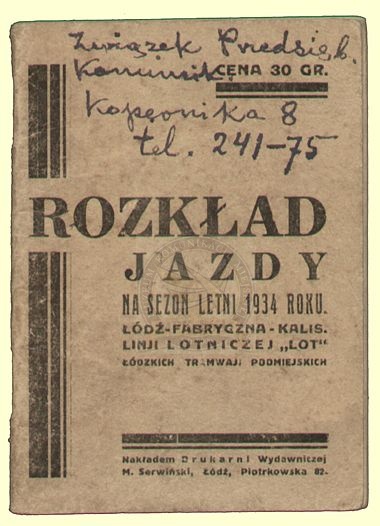 Związek Przedsięb.
Komunik.
CENA 30 GR.
Kopernika 8
tel. 241-75
ROZKŁAD
JAZDY
NA SEZON LETNI 1934 ROKU.
ŁÓDŹ-FABRYCZNA - KALIS.
LINJI LOTNICZEJ „LOT"
ŁÓDZKICH TRAMWAJ. PODMIEJSKICH
Nakładem Drukarni Wydawniczej
M. Serwiński, Łódź, Piotrkowska 82.